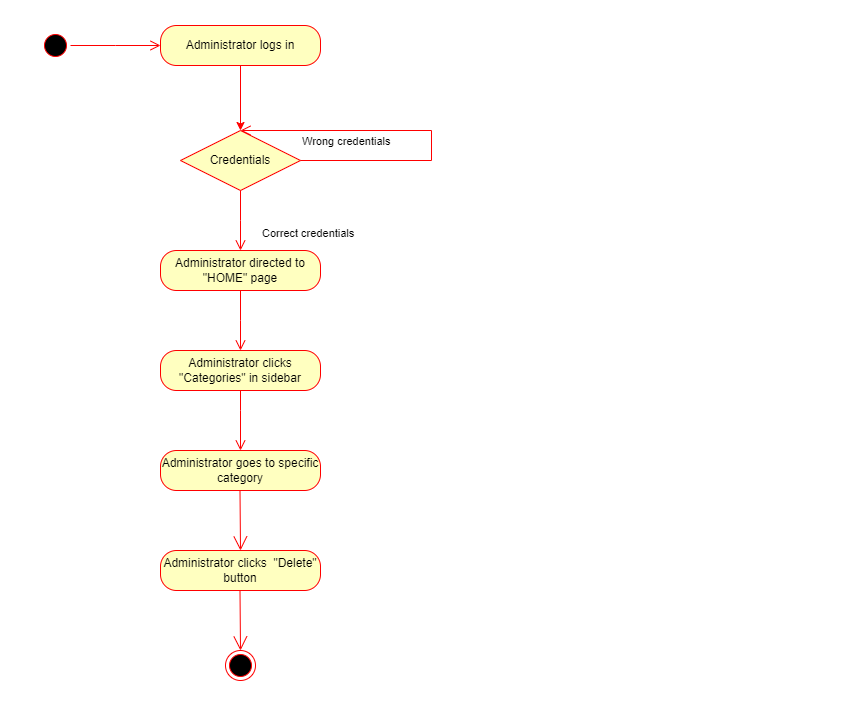 Administrator logs in
Wrong credentials
Credentials
Correct credentials
Administrator directed to
"HOME" page
Administrator clicks
"Categories" in sidebar
Administrator goes to specific
category
Administrator clicks  "Delete"
button